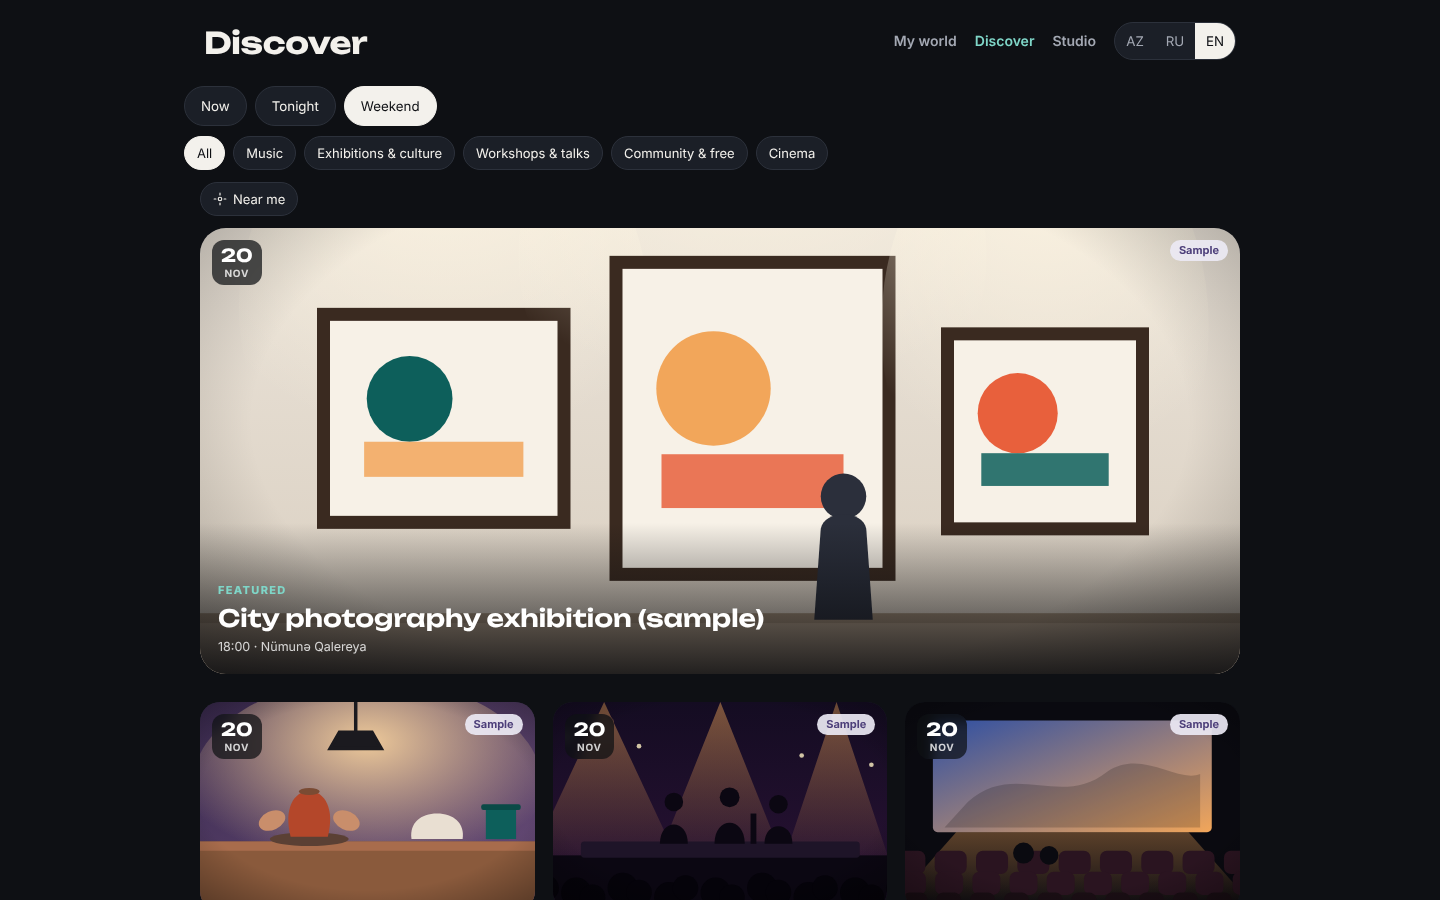 Discover
My world
Discover
Studio
AZ
RU
EN
Now
Tonight
Weekend
All
Music
Exhibitions & culture
Workshops & talks
Community & free
Cinema
Near me
20
NOV
Sample
FEATURED
City photography exhibition (sample)
18:00 · Nümunə Qalereya
20
NOV
Sample
20
NOV
Sample
20
NOV
Sample